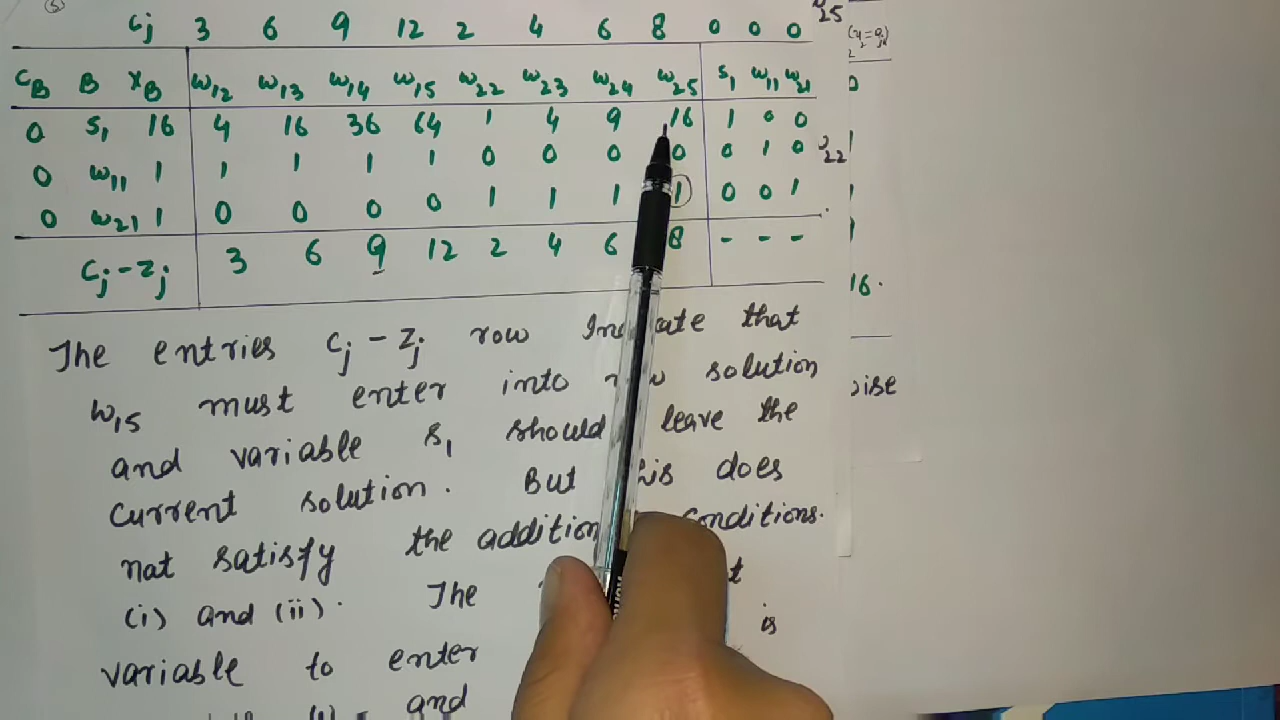 (5)
Cj 3 6 9 12 2 4 6 8 0 0 0
CB B XB w12 w13 w14 w15 w22 w23 w24 w25 s1 w11 w21
0 s1 16 4 16 36 64 1 4 9 16 1 0 0
0 w11 1 1 1 1 1 0 0 0 0 0 1 0
0 w21 1 0 0 0 0 1 1 1 1 0 0 1
Cj - Zj 3 6 9 12 2 4 6 8 - - -
The entries Cj - Zj row that
w15 must enter into solution
and variable s1 should leave the
current solution. But does
nat satisfy the conditions.
(i) and (ii). The
variable to enter is
and
25
22
16.